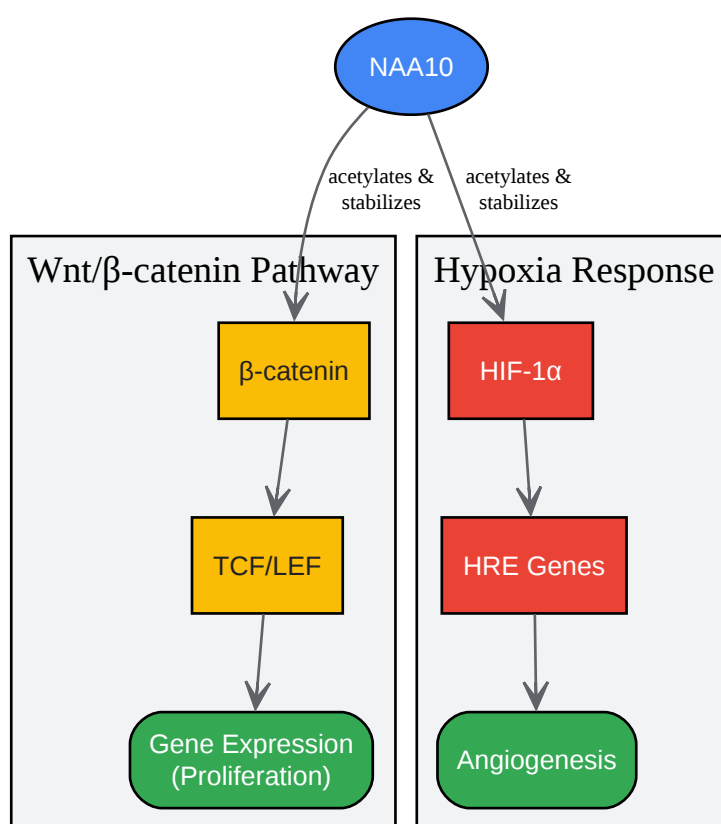 NAA10
acetylates &
stabilizes
acetylates &
stabilizes
Wnt/β-catenin Pathway
Hypoxia Response
β-catenin
HIF-1α
TCF/LEF
HRE Genes
Gene Expression
(Proliferation)
Angiogenesis